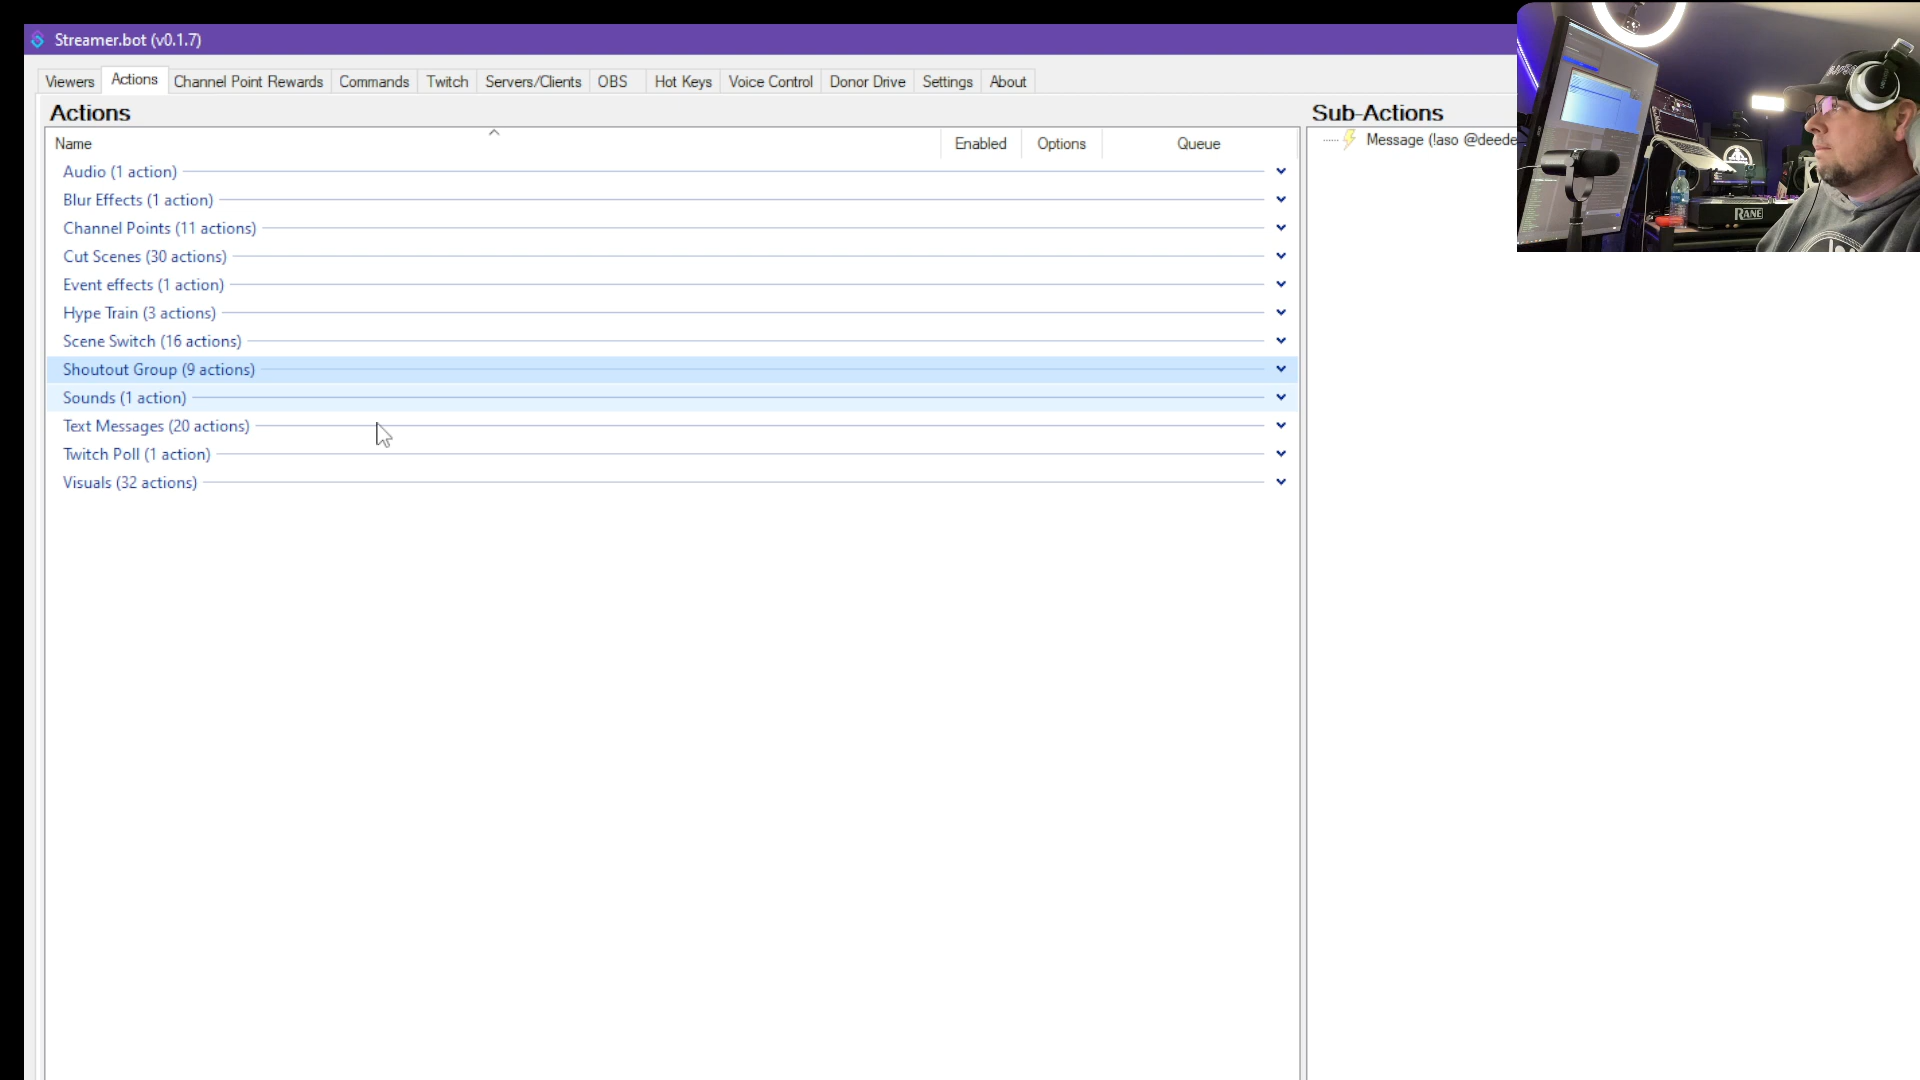 Streamer.bot (v0.1.7)
Viewers Actions Channel Point Rewards Commands Twitch Servers/Clients OBS Hot Keys Voice Control Donor Drive Settings About
Actions
Sub-Actions
Name Enabled Options Queue
Message (!aso @deede
Audio (1 action)
Blur Effects (1 action)
Channel Points (11 actions)
Cut Scenes (30 actions)
Event effects (1 action)
Hype Train (3 actions)
Scene Switch (16 actions)
Shoutout Group (9 actions)
Sounds (1 action)
Text Messages (20 actions)
Twitch Poll (1 action)
Visuals (32 actions)
RANE